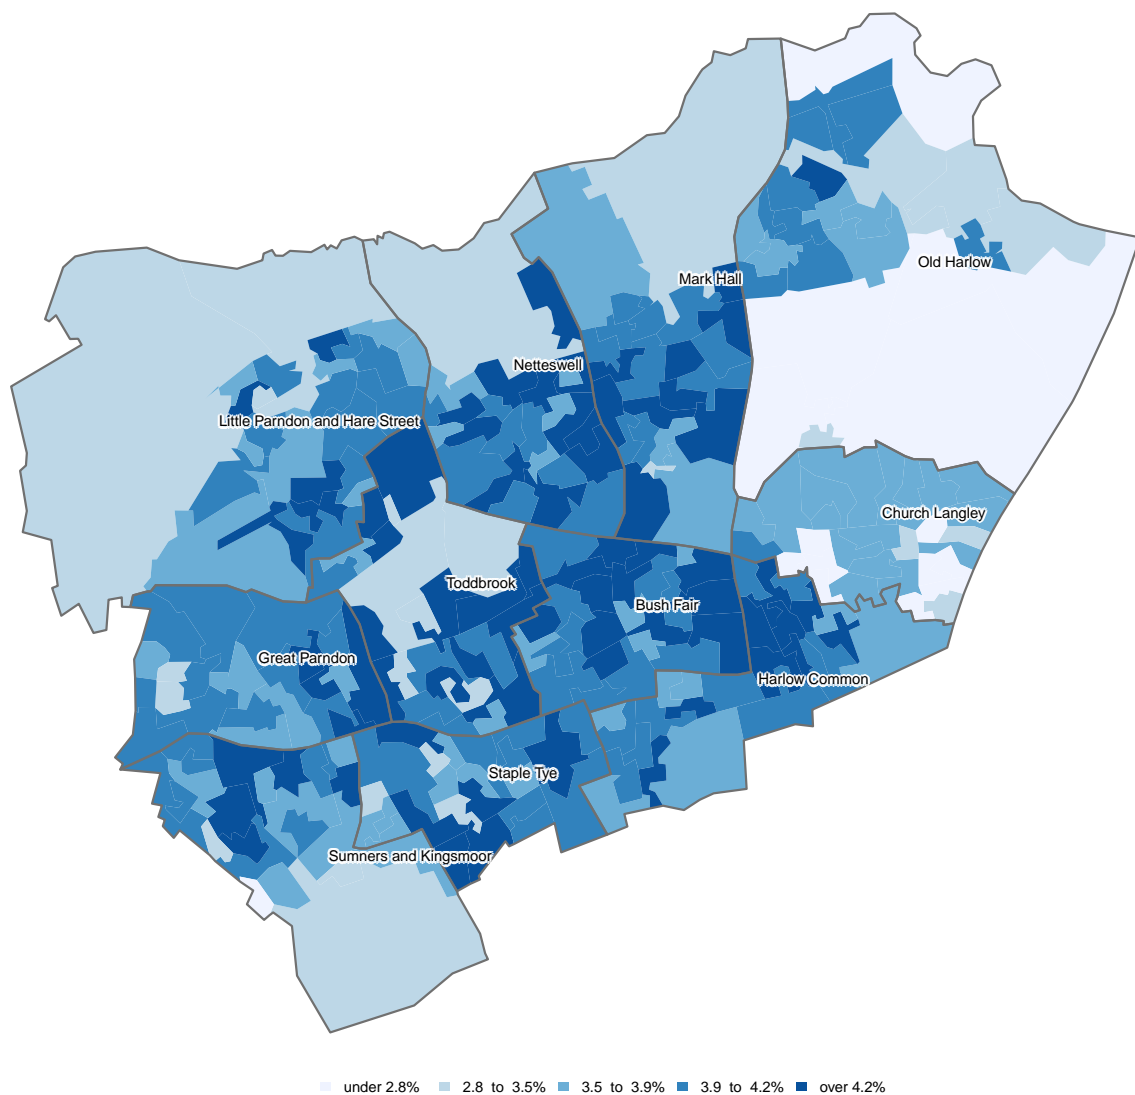 Old Harlow
Mark Hall
Netteswell
Little Parndon and Hare Street
Church Langley
Toddbrook
Bush Fair
Great Parndon
Harlow Common
Staple Tye
Sumners and Kingsmoor
under 2.8% 2.8 to 3.5% 3.5 to 3.9% 3.9 to 4.2% over 4.2%